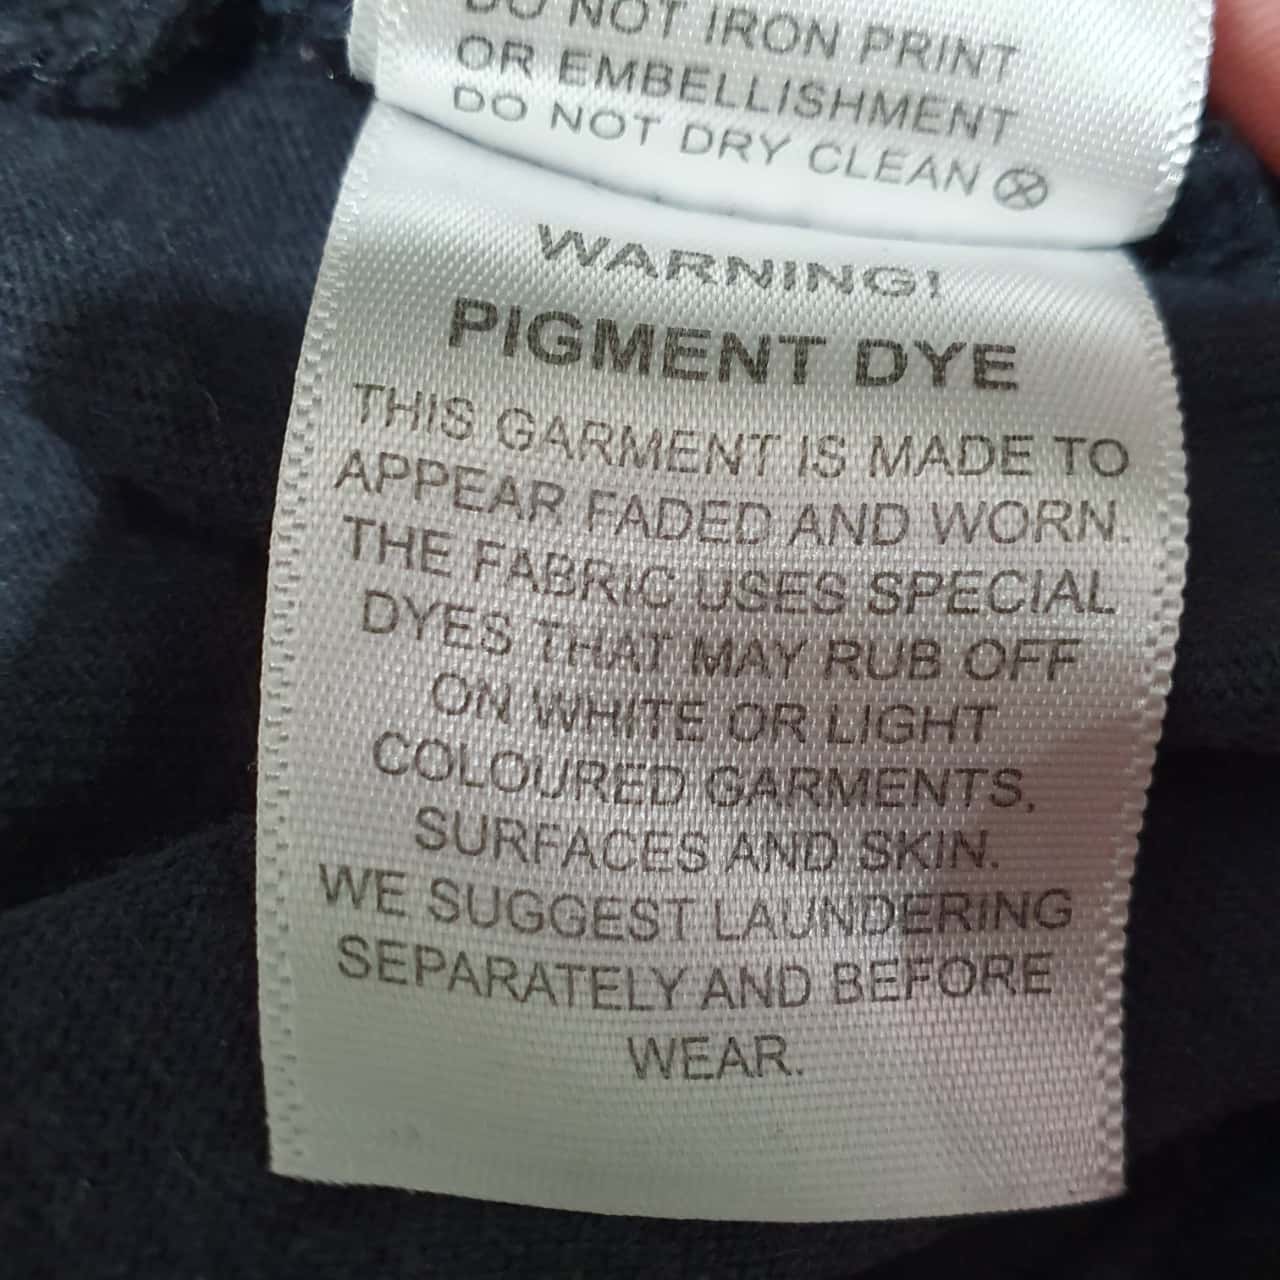 DO NOT IRON PRINT
OR EMBELLISHMENT
DO NOT DRY CLEAN
WARNING!
PIGMENT DYE
THIS GARMENT IS MADE TO
APPEAR FADED AND WORN.
THE FABRIC USES SPECIAL
DYES THAT MAY RUB OFF
ON WHITE OR LIGHT
COLOURED GARMENTS,
SURFACES AND SKIN.
WE SUGGEST LAUNDERING
SEPARATELY AND BEFORE
WEAR.